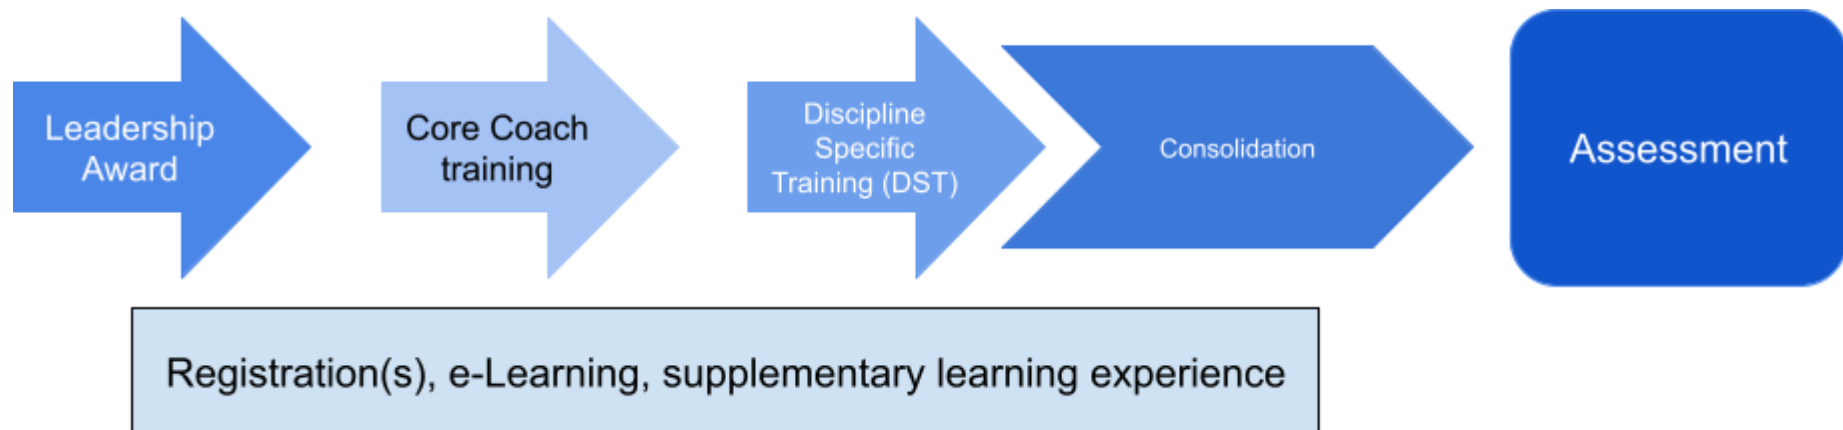 Leadership
Award
Core Coach
training
Discipline
Specific
Training (DST)
Consolidation
Assessment
Registration(s), e-Learning, supplementary learning experience